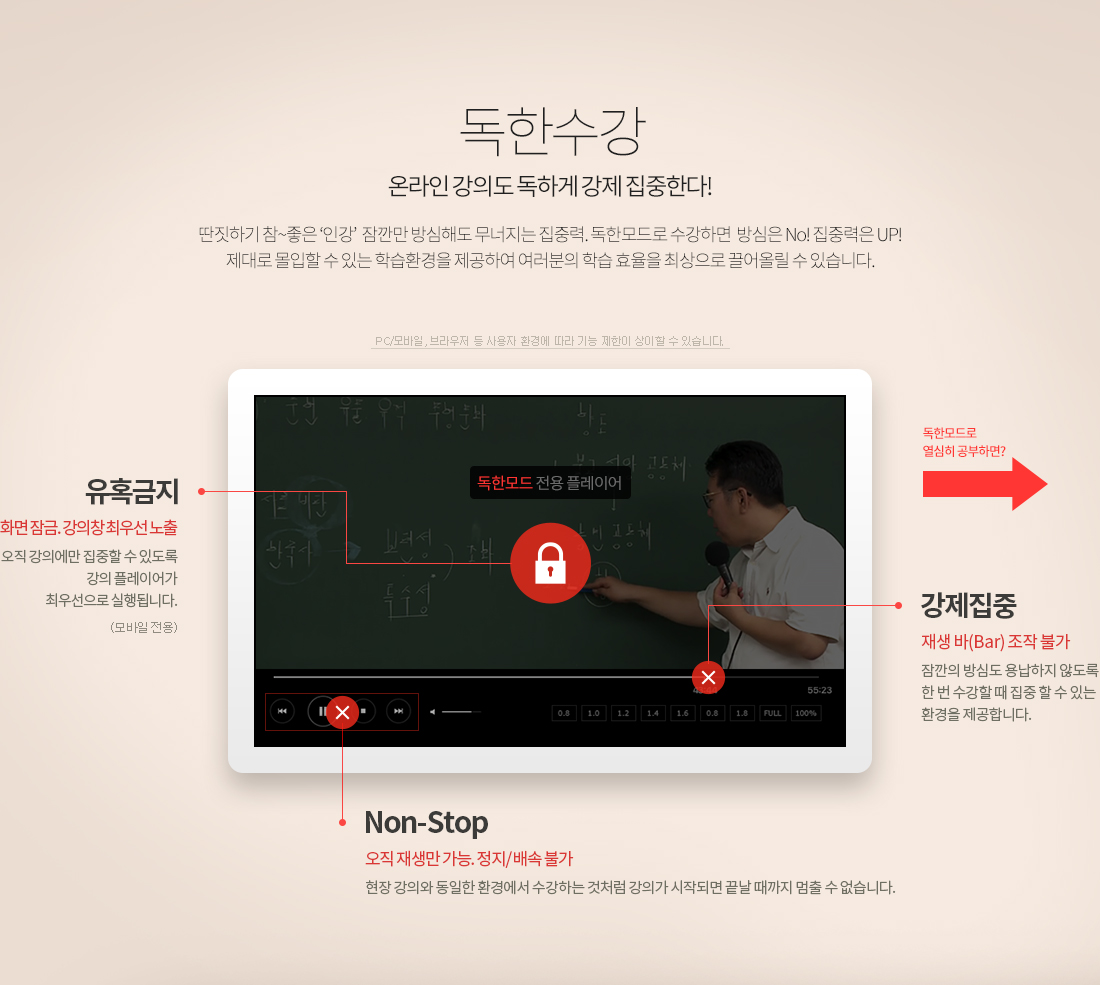 독한수강
온라인 강의도 독하게 강제 집중한다!
딴짓하기 참~좋은 ‘인강’ 잠깐만 방심해도 무너지는 집중력. 독한모드로 수강하면 방심은 No! 집중력은 UP!
제대로 몰입할 수 있는 학습환경을 제공하여 여러분의 학습 효율을 최상으로 끌어올릴 수 있습니다.
PC/모바일, 브라우저 등 사용자 환경에 따라 기능 제한이 상이할 수 있습니다.
독한모드로
열심히 공부하면?
독한모드 전용 플레이어
유혹금지
화면 잠금. 강의창 최우선 노출
오직 강의에만 집중할 수 있도록
강의 플레이어가
최우선으로 실행됩니다.
(모바일 전용)
강제집중
재생 바(Bar) 조작 불가
잠깐의 방심도 용납하지 않도록
한 번 수강할 때 집중 할 수 있는
환경을 제공합니다.
55:23
0.8 1.0 1.2 1.4 1.6 0.8 1.8 FULL 100%
Non-Stop
오직 재생만 가능. 정지/배속 불가
현장 강의와 동일한 환경에서 수강하는 것처럼 강의가 시작되면 끝날 때까지 멈출 수 없습니다.